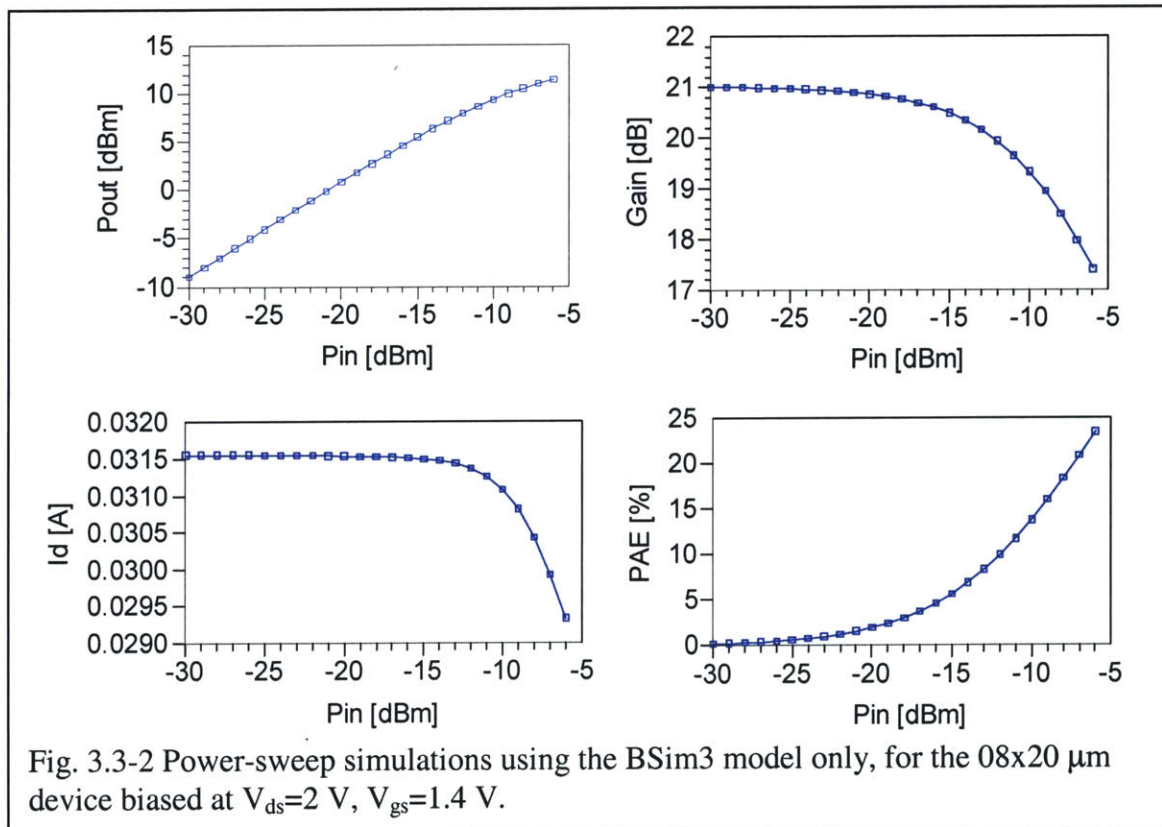 15
10
5
0
-5
-10
Pout [dBm]
-30 -25 -20 -15 -10 -5
Pin [dBm]
22
21
20
19
18
17
Gain [dB]
-30 -25 -20 -15 -10 -5
Pin [dBm]
0.0320
0.0315
0.0310
0.0305
0.0300
0.0295
0.0290
Id [A]
-30 -25 -20 -15 -10 -5
Pin [dBm]
25
20
15
10
5
0
PAE [%]
-30 -25 -20 -15 -10 -5
Pin [dBm]
Fig. 3.3-2 Power-sweep simulations using the BSim3 model only, for the 08x20 μm
device biased at Vds=2 V, Vgs=1.4 V.